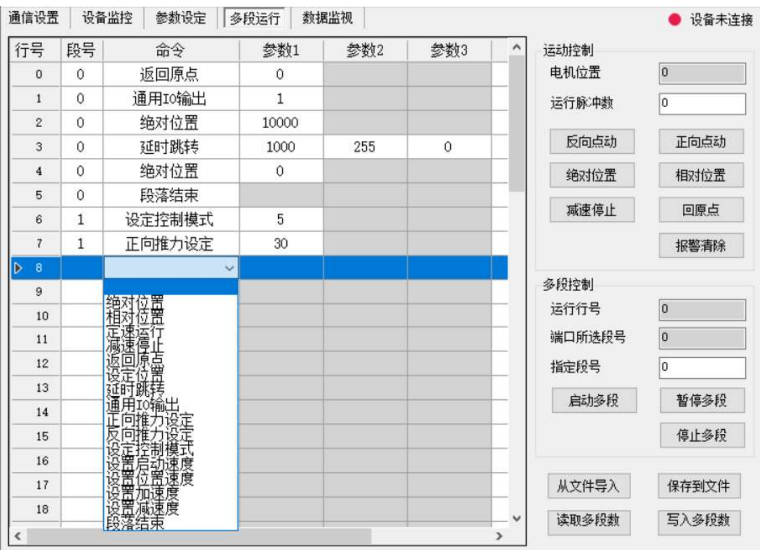 通信设置 设备监控 参数设定 多段运行 数据监视 设备未连接
行号 段号 命令 参数1 参数2 参数3
0 0 返回原点 0
1 0 通用IO输出 1
2 0 绝对位置 10000
3 0 延时跳转 1000 255 0
4 0 绝对位置 0
5 0 段落结束
6 1 设定控制模式 5
7 1 正向推力设定 30
8
9
10
11
12
13
14
15
16
17
18
绝对位置
相对位置
定速运行
减速停止
返回原点
设定位置
延时跳转
通用IO输出
正向推力设定
反向推力设定
设定控制模式
设置启动速度
设置位置速度
设置加速度
设置减速度
段落结束
运动控制
电机位置 0
运行脉冲数 0
反向点动 正向点动
绝对位置 相对位置
减速停止 回原点
报警清除
多段控制
运行行号 0
端口所选段号 0
指定段号 0
启动多段 暂停多段
停止多段
从文件导入 保存到文件
读取多段数 写入多段数